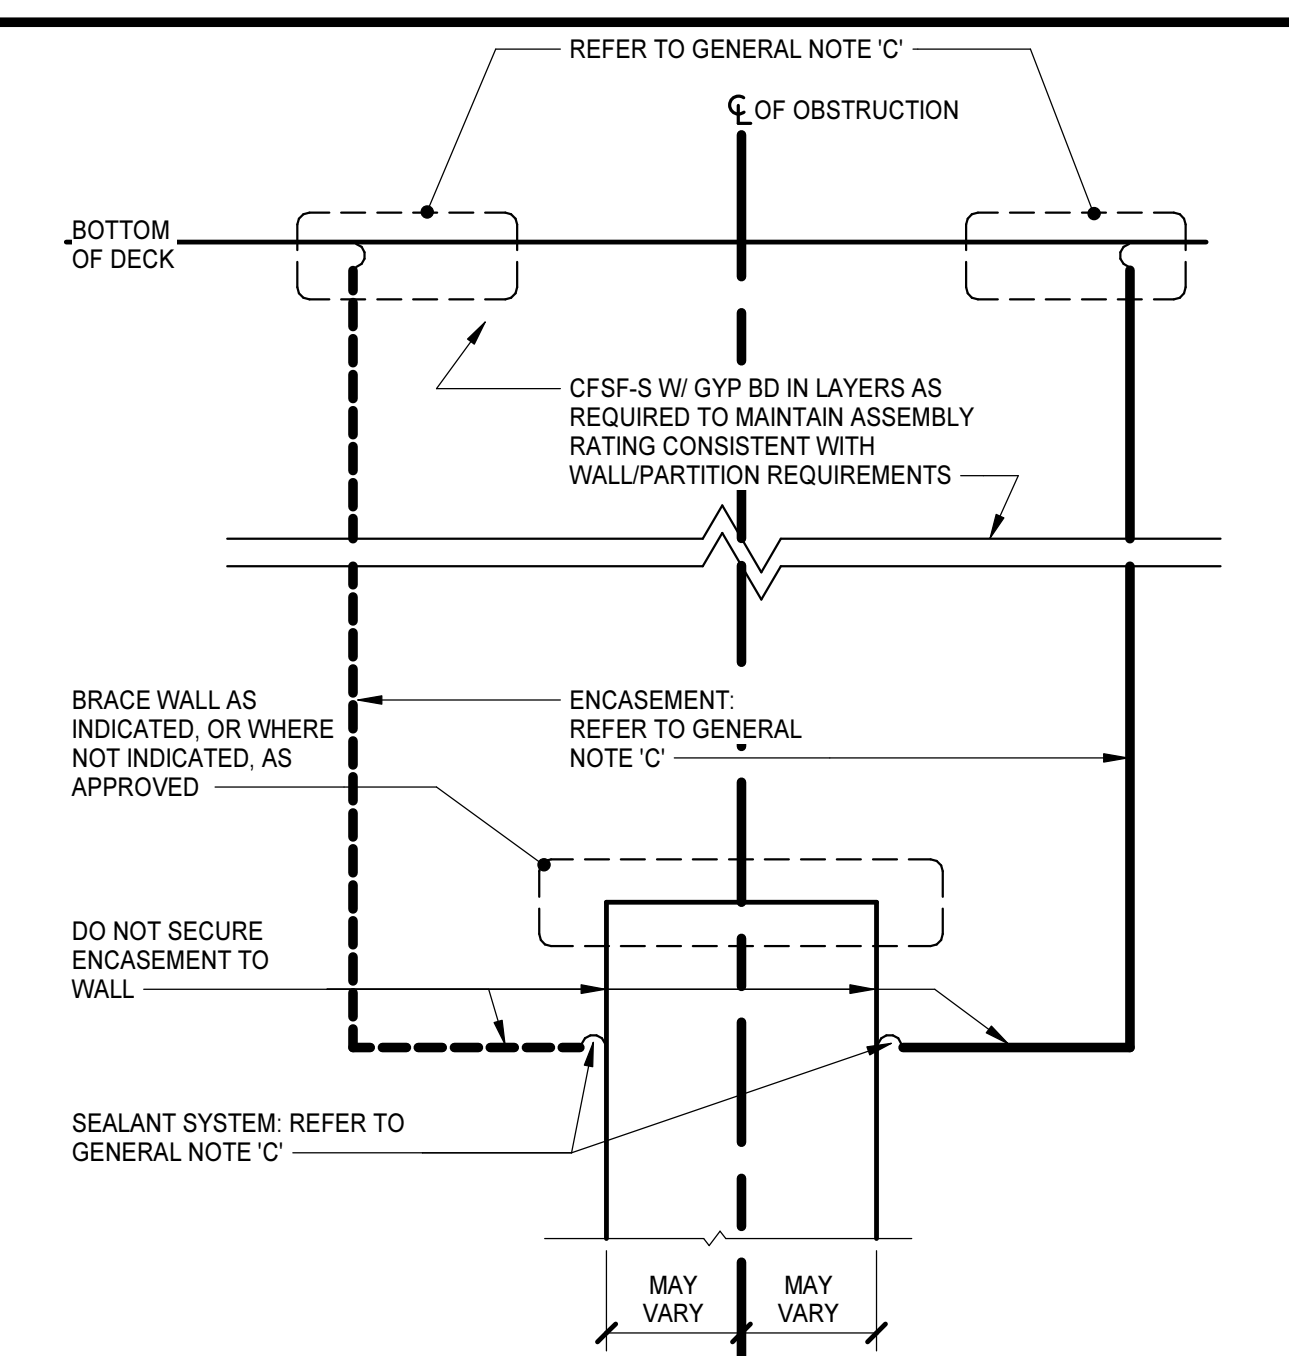 REFER TO GENERAL NOTE 'C'
℄ OF OBSTRUCTION
BOTTOM
OF DECK
CFSF-S W/ GYP BD IN LAYERS AS
REQUIRED TO MAINTAIN ASSEMBLY
RATING CONSISTENT WITH
WALL/PARTITION REQUIREMENTS
BRACE WALL AS
INDICATED, OR WHERE
NOT INDICATED, AS
APPROVED
ENCASEMENT:
REFER TO GENERAL
NOTE 'C'
DO NOT SECURE
ENCASEMENT TO
WALL
SEALANT SYSTEM: REFER TO
GENERAL NOTE 'C'
MAY
VARY
MAY
VARY